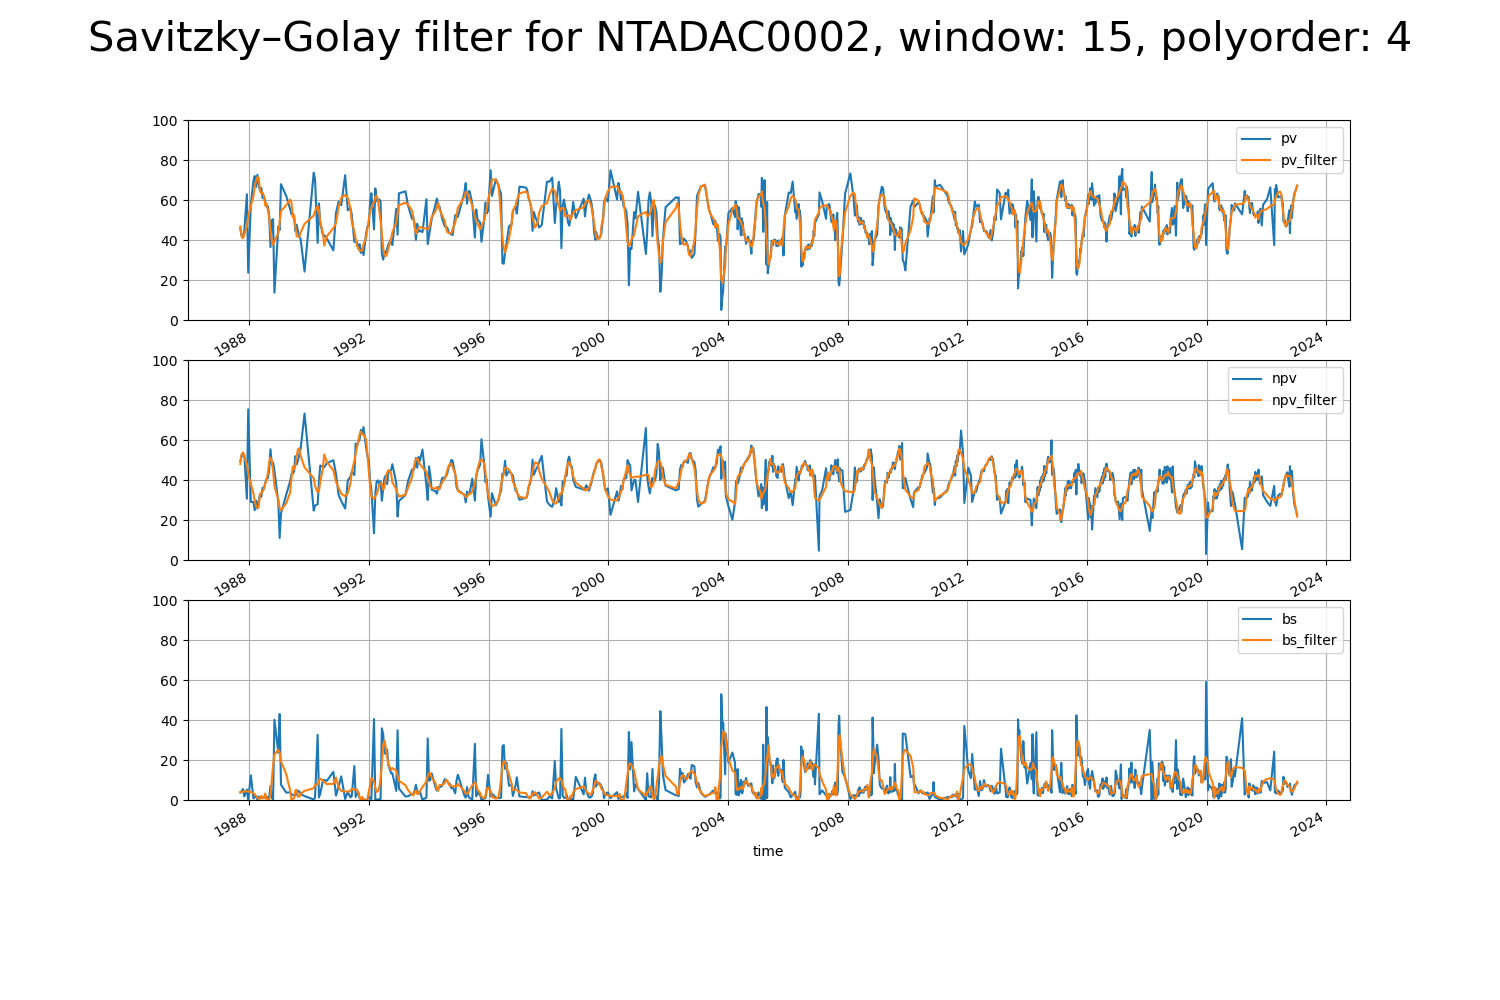 Savitzky–Golay filter for NTADAC0002, window: 15, polyorder: 4
100
80
60
40
20
0
pv
pv_filter
1988 1992 1996 2000 2004 2008 2012 2016 2020 2024
100
80
60
40
20
0
npv
npv_filter
1988 1992 1996 2000 2004 2008 2012 2016 2020 2024
100
80
60
40
20
0
bs
bs_filter
1988 1992 1996 2000 2004 2008 2012 2016 2020 2024
time